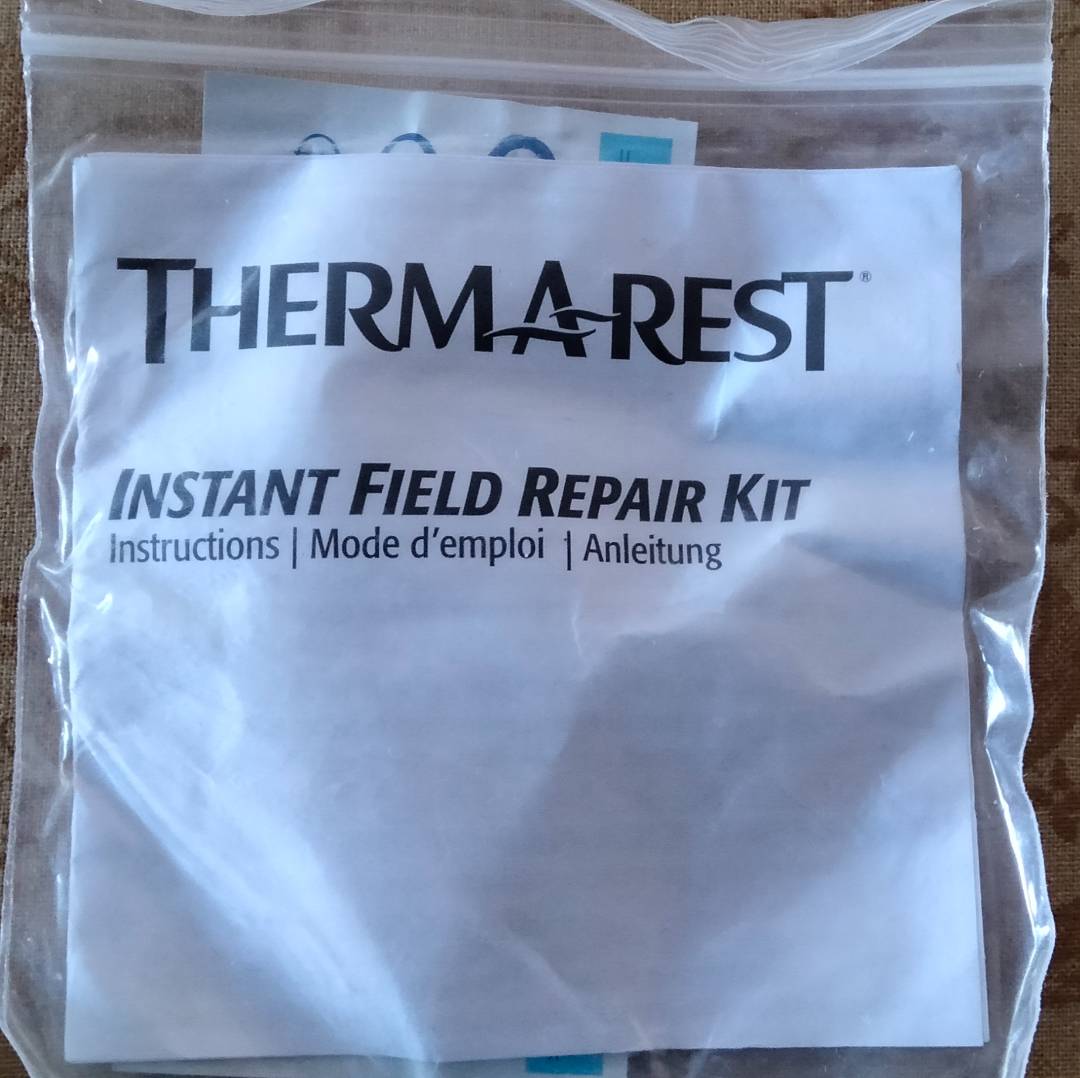 THERMAREST®
INSTANT FIELD REPAIR KIT
Instructions | Mode d'emploi | Anleitung